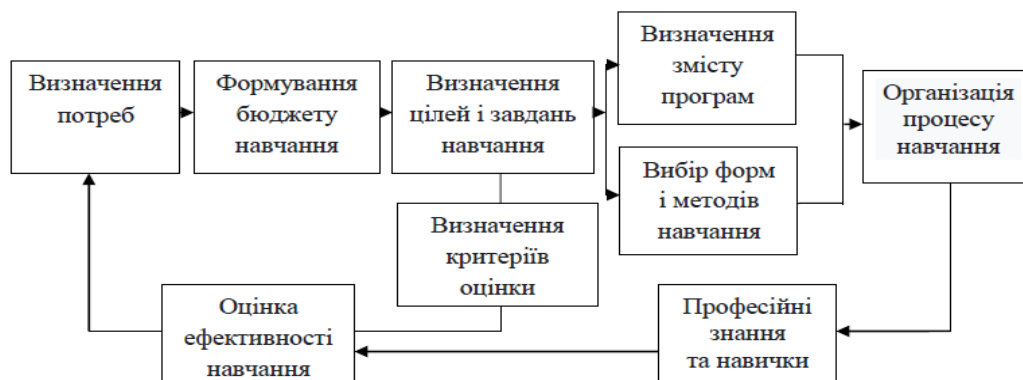 Визначення
потреб
Формування
бюджету
навчання
Визначення
цілей і завдань
навчання
Визначення
змісту
програм
Вибір форм
і методів
навчання
Організація
процесу
навчання
Визначення
критеріїв
оцінки
Оцінка
ефективності
навчання
Професійні
знання
та навички